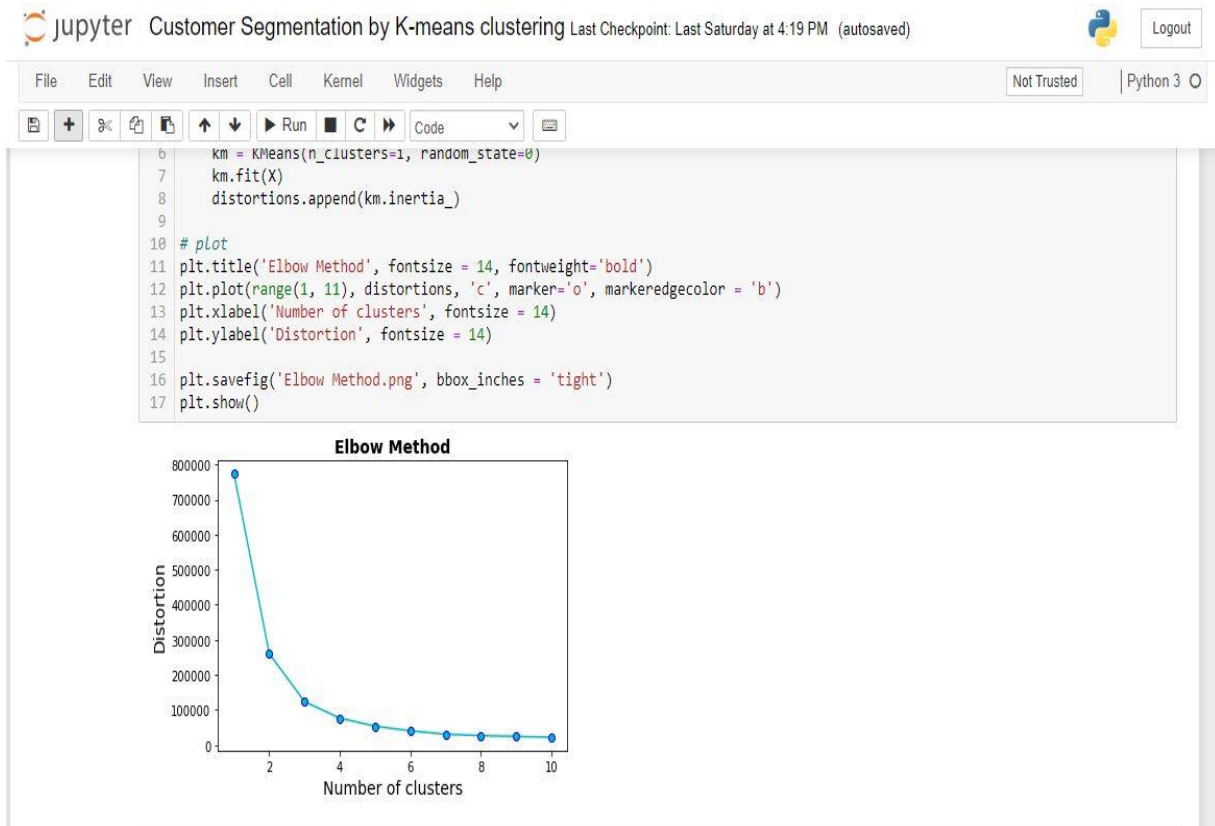 jupyter Customer Segmentation by K-means clustering Last Checkpoint: Last Saturday at 4:19 PM (autosaved) Logout
File Edit View Insert Cell Kernel Widgets Help Not Trusted Python 3
Run Code
6 km = KMeans(n_clusters=i, random_state=0)
7 km.fit(X)
8 distortions.append(km.inertia_)
9
10 # plot
11 plt.title('Elbow Method', fontsize = 14, fontweight='bold')
12 plt.plot(range(1, 11), distortions, 'c', marker='o', markeredgecolor = 'b')
13 plt.xlabel('Number of clusters', fontsize = 14)
14 plt.ylabel('Distortion', fontsize = 14)
15
16 plt.savefig('Elbow Method.png', bbox_inches = 'tight')
17 plt.show()
Elbow Method
800000
700000
600000
500000
400000
300000
200000
100000
0
Distortion
2 4 6 8 10
Number of clusters